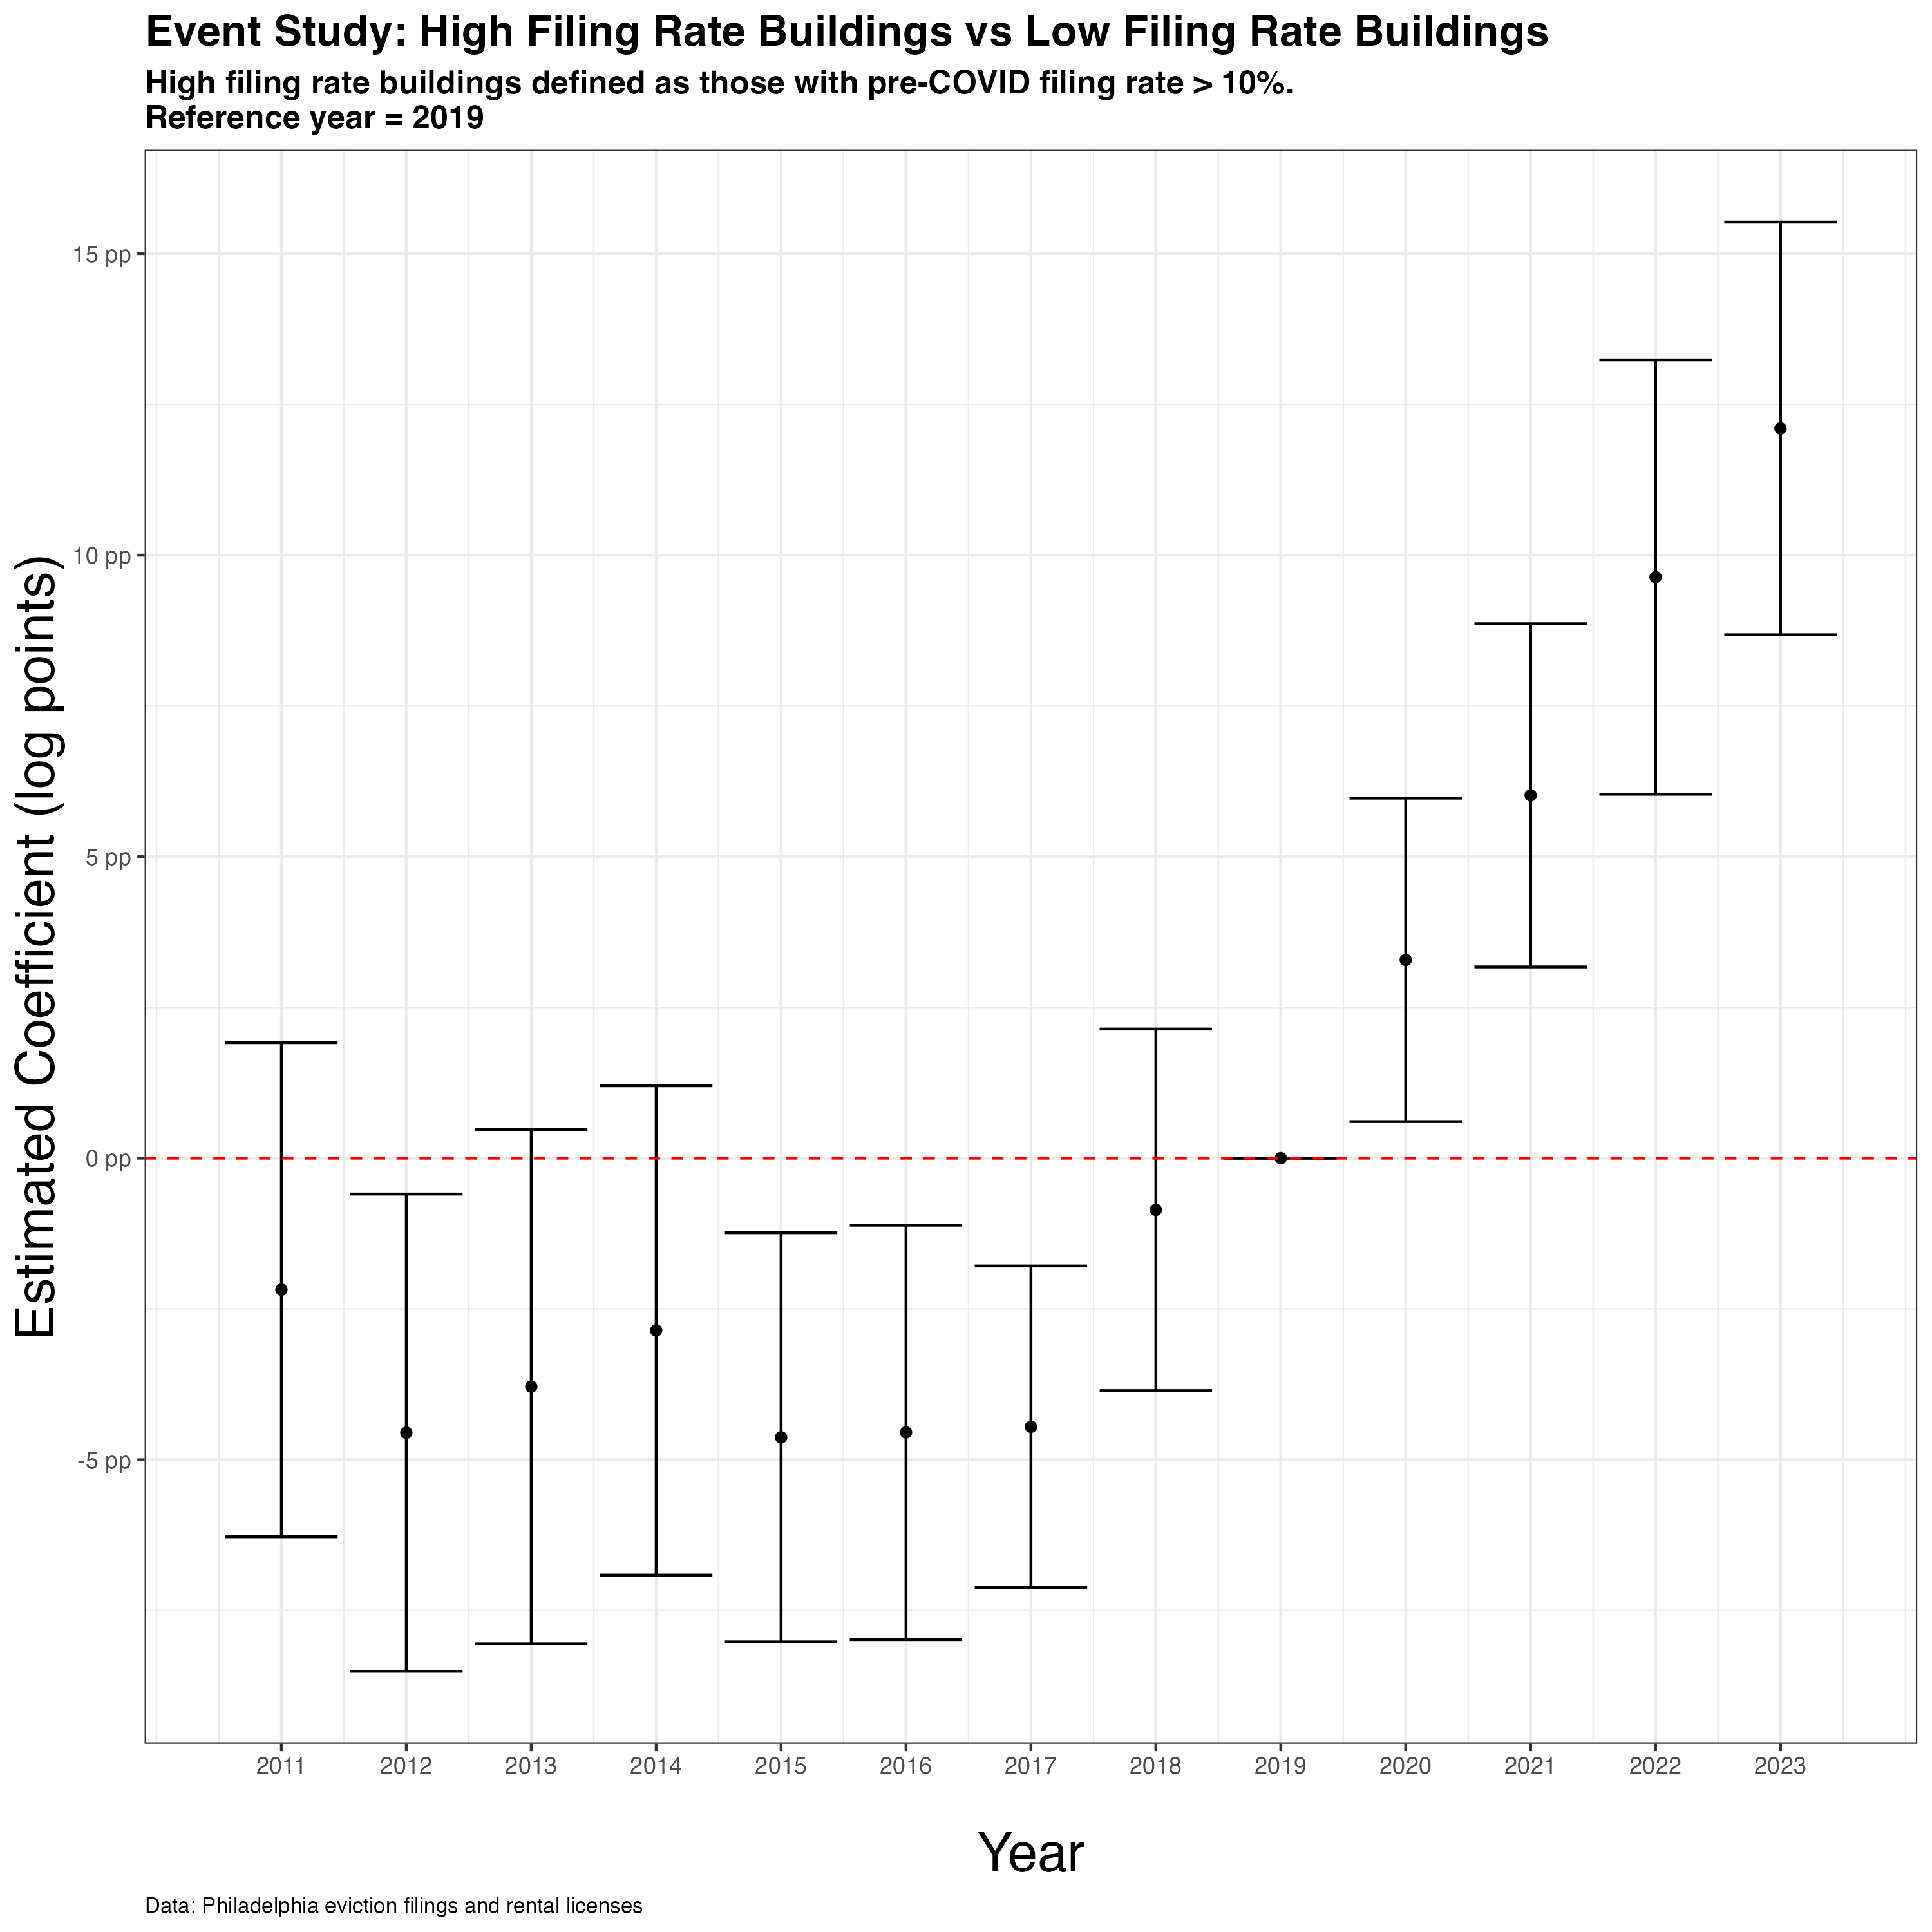 Event Study: High Filing Rate Buildings vs Low Filing Rate Buildings
High filing rate buildings defined as those with pre-COVID filing rate > 10%.
Reference year = 2019
Estimated Coefficient (log points)
15 pp
10 pp
5 pp
0 pp
-5 pp
2011 2012 2013 2014 2015 2016 2017 2018 2019 2020 2021 2022 2023
Year
Data: Philadelphia eviction filings and rental licenses